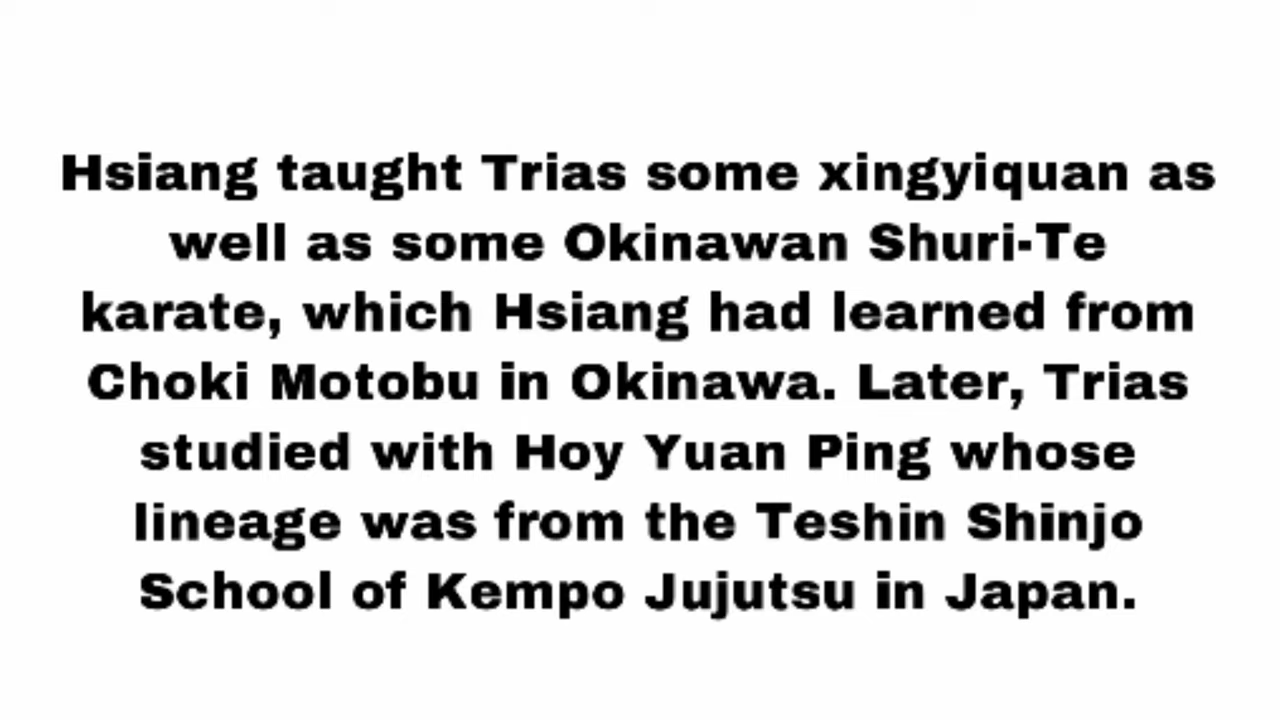 Hsiang taught Trias some xingyiquan as
well as some Okinawan Shuri-Te
karate, which Hsiang had learned from
Choki Motobu in Okinawa. Later, Trias
studied with Hoy Yuan Ping whose
lineage was from the Teshin Shinjo
School of Kempo Jujutsu in Japan.